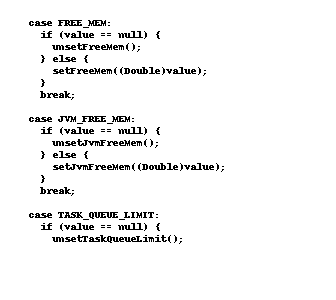 case FREE_MEM:
  if (value == null) {
    unsetFreeMem();
  } else {
    setFreeMem((Double)value);
  }
  break;

case JVM_FREE_MEM:
  if (value == null) {
    unsetJvmFreeMem();
  } else {
    setJvmFreeMem((Double)value);
  }
  break;

case TASK_QUEUE_LIMIT:
  if (value == null) {
    unsetTaskQueueLimit();